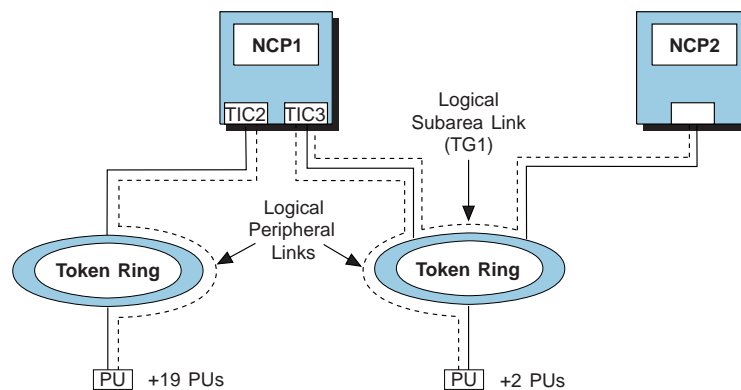 NCP1
NCP2
TIC2
TIC3
Logical
Subarea Link
(TG1)
Logical
Peripheral
Links
Token Ring
Token Ring
PU
+19 PUs
PU
+2 PUs